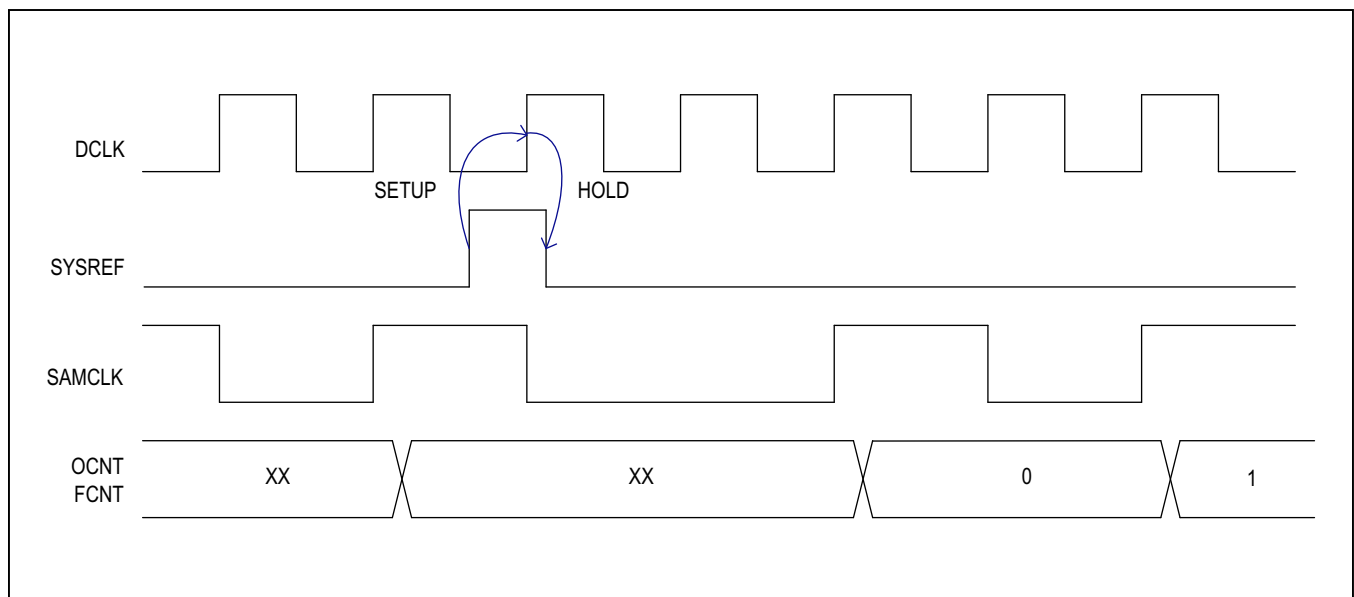 DCLK
SETUP
HOLD
SYSREF
SAMCLK
OCNT
FCNT
XX
XX
0
1